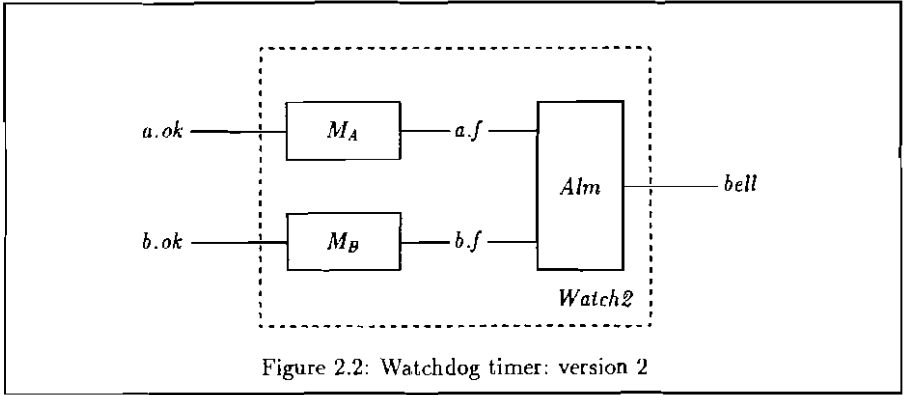 a.ok M_A a.f
Alm bell
b.ok M_B b.f
Watch2
Figure 2.2: Watchdog timer: version 2